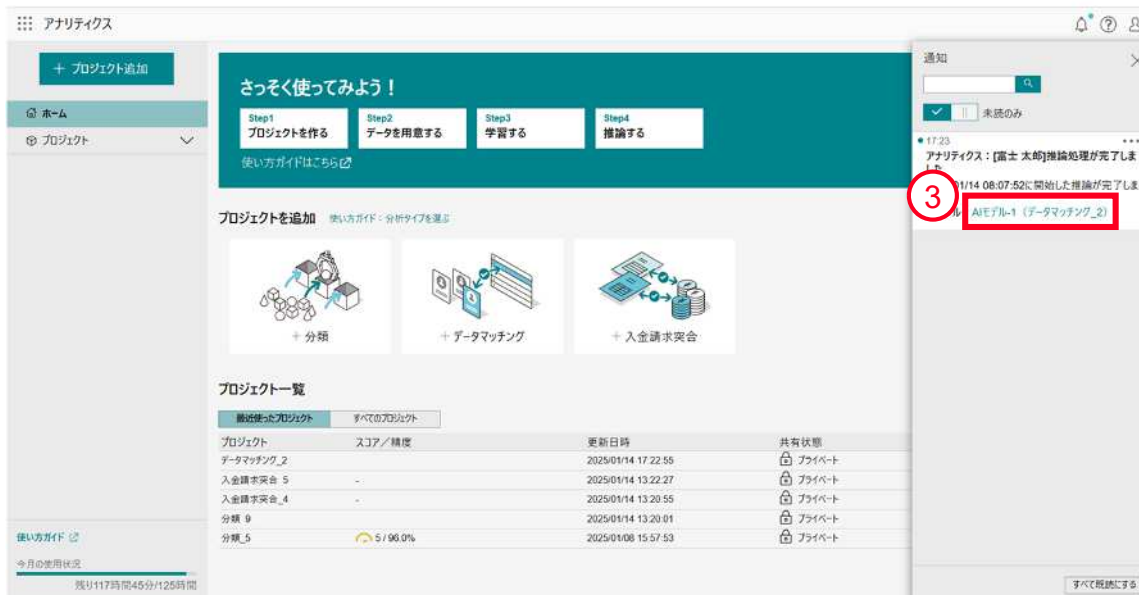 アナリティクス
＋ プロジェクト追加
ホーム
プロジェクト
さっそく使ってみよう！
Step1
プロジェクトを作る
Step2
データを用意する
Step3
学習する
Step4
推論する
使い方ガイドはこちら
プロジェクトを追加 使い方ガイド：分析タイプを選ぶ
＋分類
＋データマッチング
＋入金請求突合
プロジェクト一覧
最近使ったプロジェクト すべてのプロジェクト
プロジェクト スコア／精度 更新日時 共有状態
データマッチング_2 2025/01/14 17:22:55 プライベート
入金請求突合_5 - 2025/01/14 13:22:27 プライベート
入金請求突合_4 - 2025/01/14 13:20:55 プライベート
分類_9 2025/01/14 13:20:01 プライベート
分類_5 5 / 96.0% 2025/01/08 15:57:53 プライベート
使い方ガイド
今月の使用状況
残り117時間45分/125時間
通知
未読のみ
17:23
アナリティクス：[富士 太郎]推論処理が完了しま
した
01/14 08:07:52に開始した推論が完了しま
③
ル AIモデル-1（データマッチング_2）
すべて既読にする